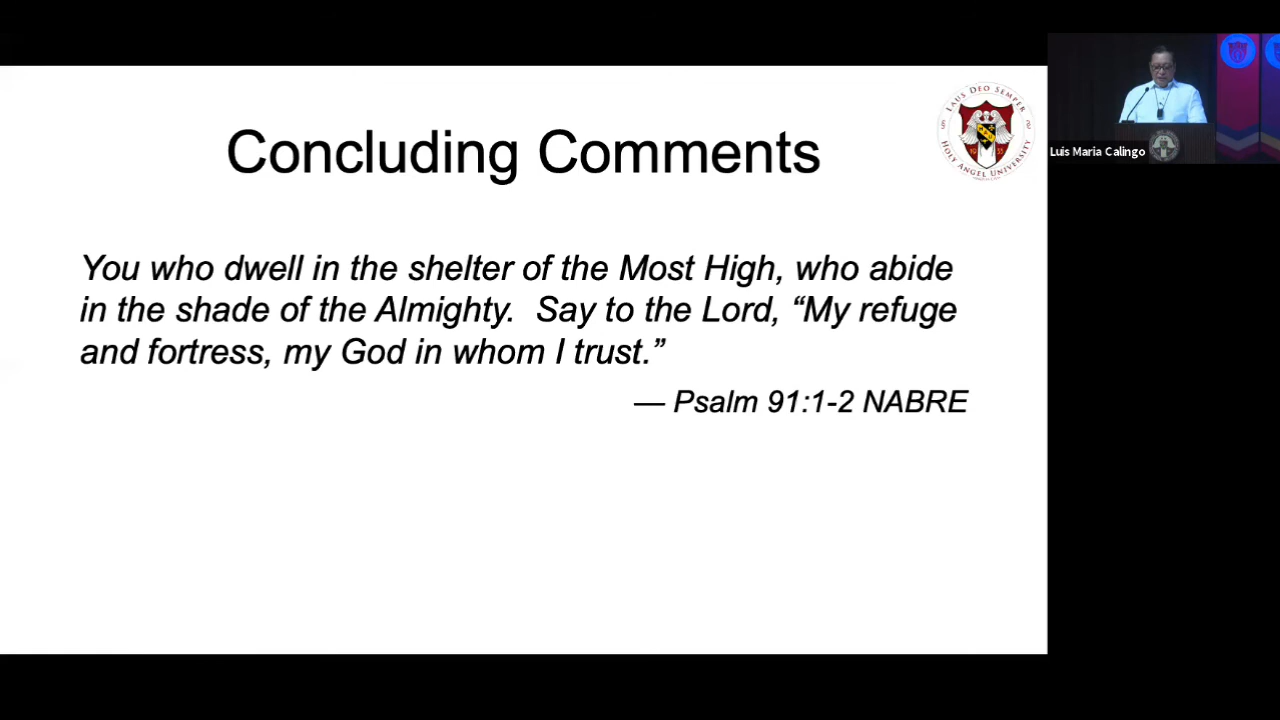 Concluding Comments
LAUS DEO SEMPER
HOLY ANGEL UNIVERSITY
19 33
You who dwell in the shelter of the Most High, who abide
in the shade of the Almighty.  Say to the Lord, “My refuge
and fortress, my God in whom I trust.”
— Psalm 91:1-2 NABRE
Luis Maria Calingo